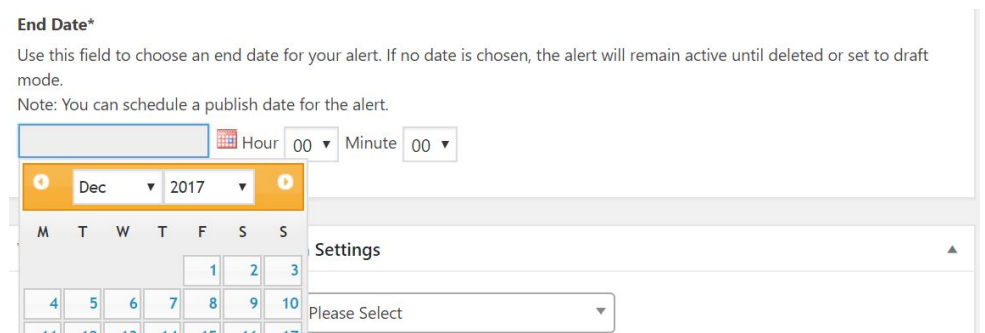 End Date*
Use this field to choose an end date for your alert. If no date is chosen, the alert will remain active until deleted or set to draft
mode.
Note: You can schedule a publish date for the alert.
Hour 00 Minute 00
Dec 2017
M T W T F S S
Settings
1 2 3
4 5 6 7 8 9 10
Please Select